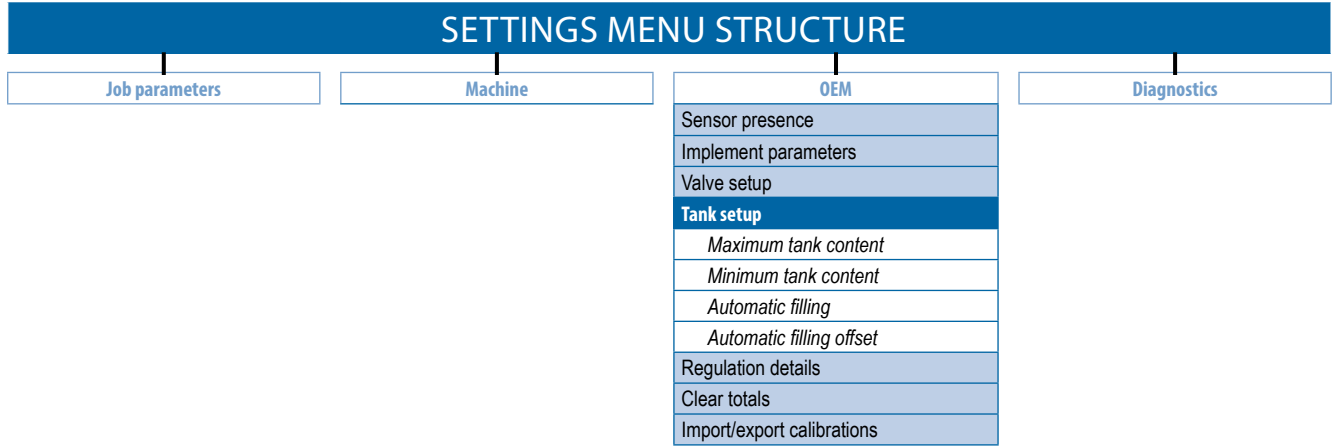 SETTINGS MENU STRUCTURE
Job parameters
Machine
OEM
Diagnostics
Sensor presence
Implement parameters
Valve setup
Tank setup
Maximum tank content
Minimum tank content
Automatic filling
Automatic filling offset
Regulation details
Clear totals
Import/export calibrations